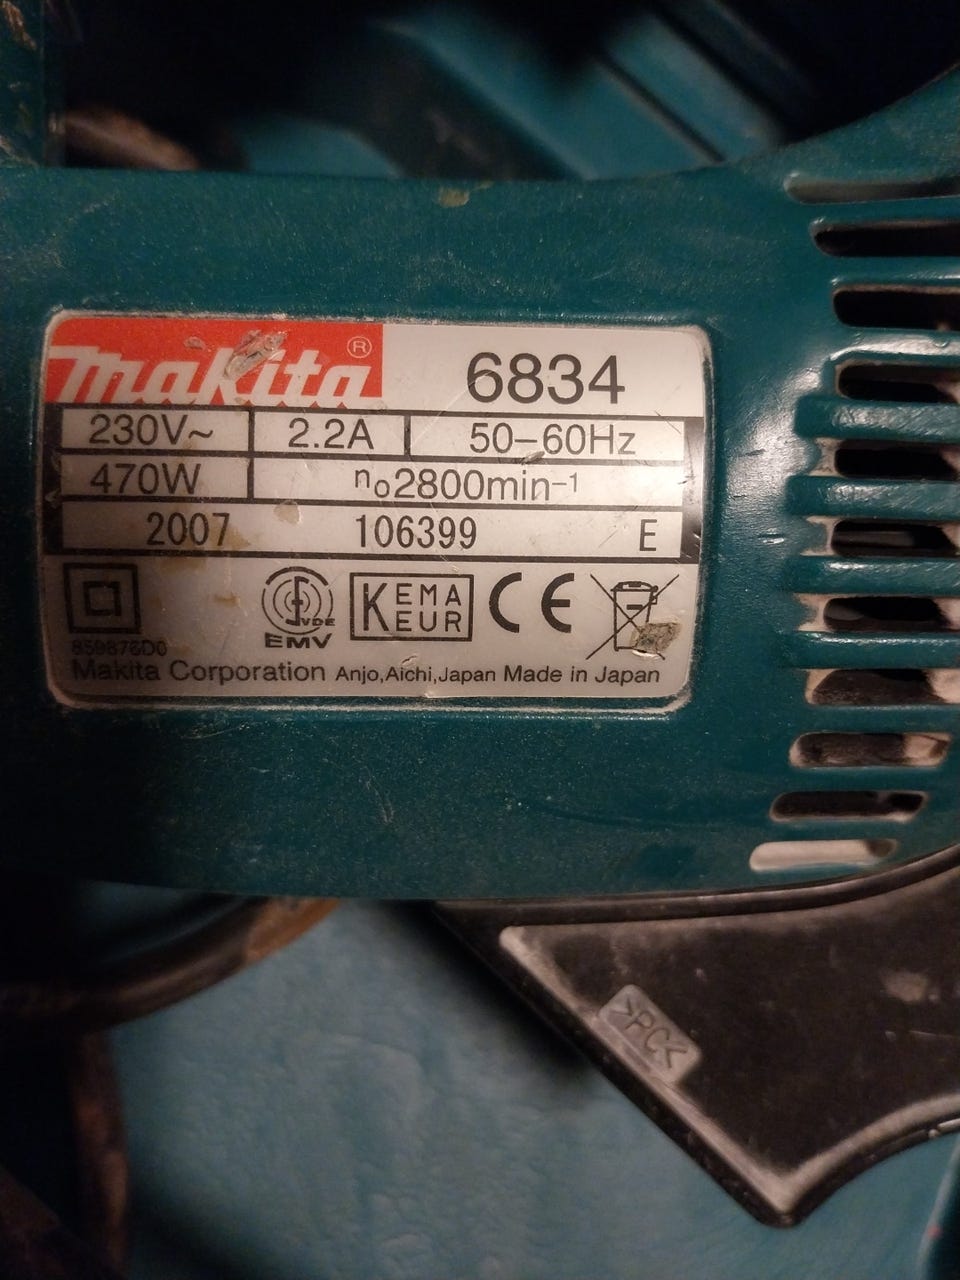 makita® 6834
230V~ 2.2A 50-60Hz
470W n₀2800min⁻¹
2007 106399 E
VDE
EMV
KEMA
EUR
CE
859876D0
Makita Corporation Anjo,Aichi,Japan Made in Japan
>PC<